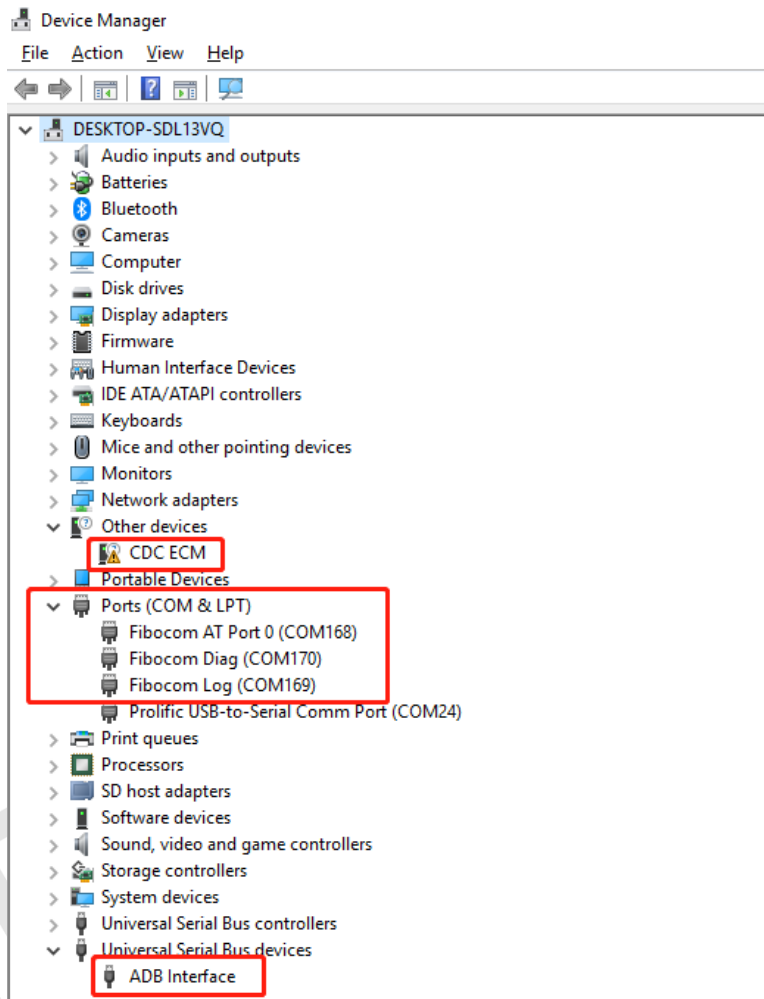 Device Manager
File Action View Help
DESKTOP-SDL13VQ
Audio inputs and outputs
Batteries
Bluetooth
Cameras
Computer
Disk drives
Display adapters
Firmware
Human Interface Devices
IDE ATA/ATAPI controllers
Keyboards
Mice and other pointing devices
Monitors
Network adapters
Other devices
CDC ECM
Portable Devices
Ports (COM & LPT)
Fibocom AT Port 0 (COM168)
Fibocom Diag (COM170)
Fibocom Log (COM169)
Prolific USB-to-Serial Comm Port (COM24)
Print queues
Processors
SD host adapters
Software devices
Sound, video and game controllers
Storage controllers
System devices
Universal Serial Bus controllers
Universal Serial Bus devices
ADB Interface